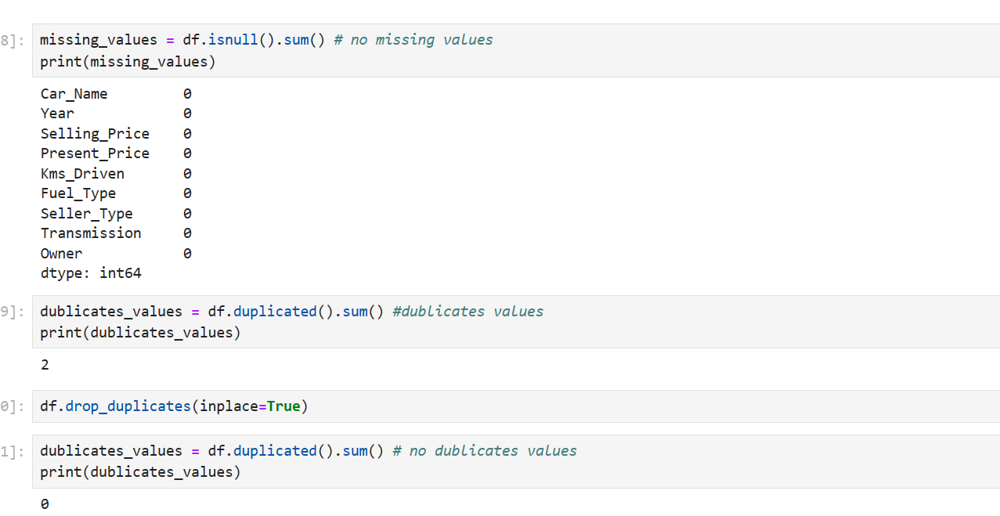 8]: missing_values = df.isnull().sum() # no missing values
print(missing_values)
Car_Name 0
Year 0
Selling_Price 0
Present_Price 0
Kms_Driven 0
Fuel_Type 0
Seller_Type 0
Transmission 0
Owner 0
dtype: int64
9]: dublicates_values = df.duplicated().sum() #dublicates values
print(dublicates_values)
2
0]: df.drop_duplicates(inplace=True)
1]: dublicates_values = df.duplicated().sum() # no dublicates values
print(dublicates_values)
0